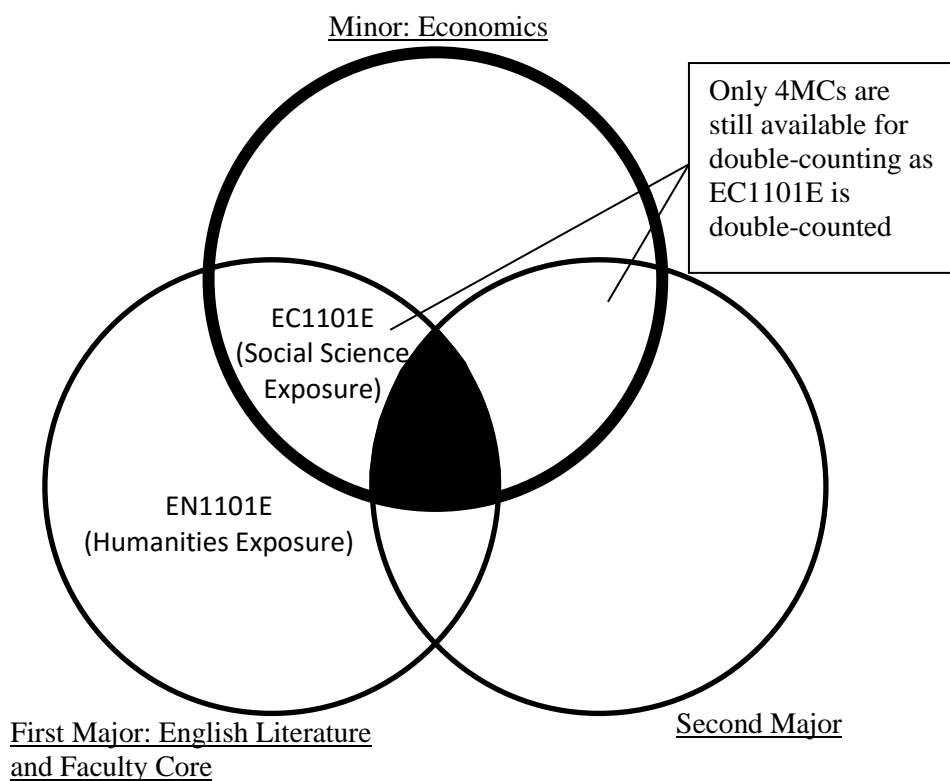 Minor: Economics
Only 4MCs are
still available for
double-counting as
EC1101E is
double-counted
EC1101E
(Social Science
Exposure)
EN1101E
(Humanities Exposure)
First Major: English Literature
and Faculty Core
Second Major